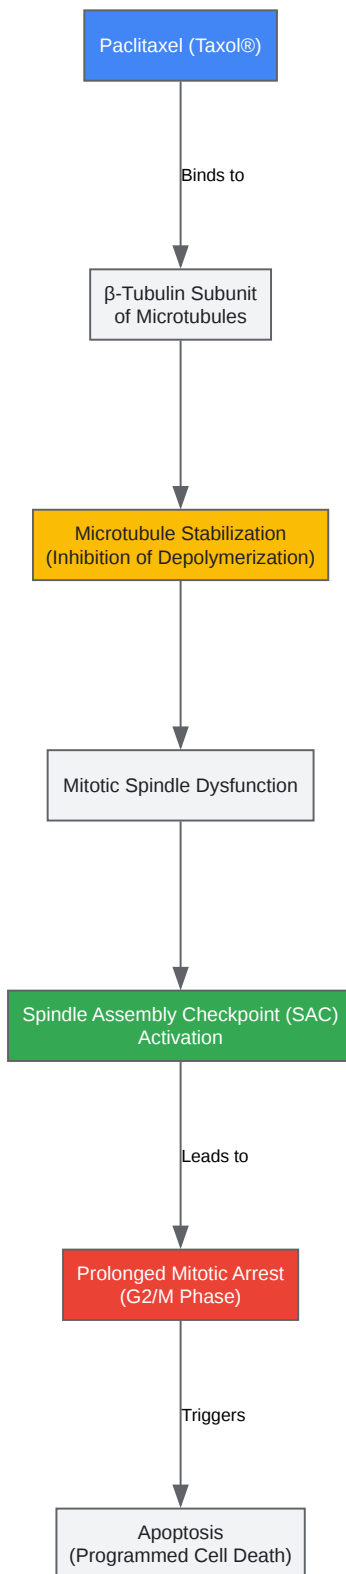 Paclitaxel (Taxol®)
Binds to
β-Tubulin Subunit
of Microtubules
Microtubule Stabilization
(Inhibition of Depolymerization)
Mitotic Spindle Dysfunction
Spindle Assembly Checkpoint (SAC)
Activation
Leads to
Prolonged Mitotic Arrest
(G2/M Phase)
Triggers
Apoptosis
(Programmed Cell Death)